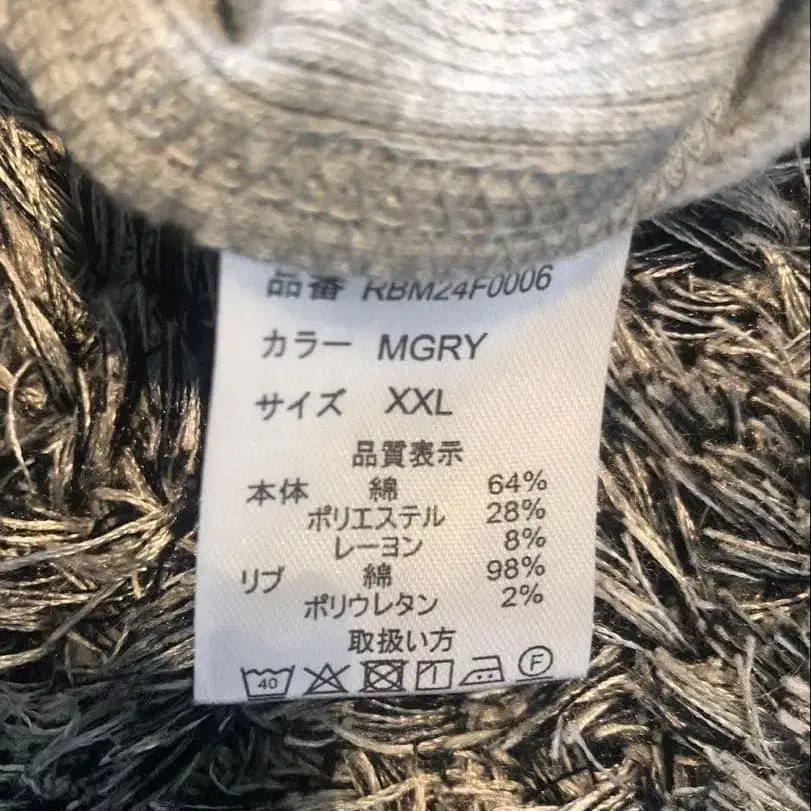 品番 RBM24F0006
カラー MGRY
サイズ XXL
品質表示
本体 綿 64%
ポリエステル 28%
レーヨン 8%
リブ 綿 98%
ポリウレタン 2%
取扱い方
40 F